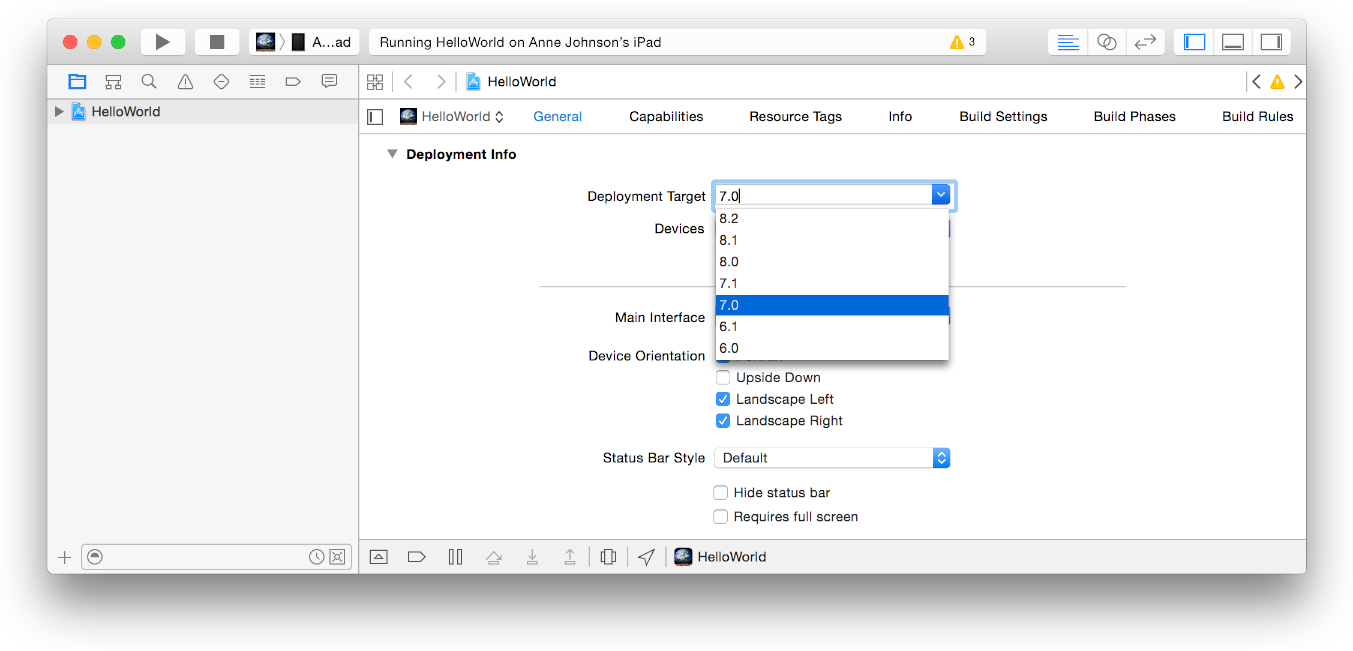 A...ad
Running HelloWorld on Anne Johnson's iPad
3
HelloWorld
HelloWorld
HelloWorld
General
Capabilities
Resource Tags
Info
Build Settings
Build Phases
Build Rules
Deployment Info
Deployment Target
7.0
8.2
8.1
8.0
7.1
7.0
6.1
6.0
Devices
Main Interface
Device Orientation
Upside Down
Landscape Left
Landscape Right
Status Bar Style
Default
Hide status bar
Requires full screen
HelloWorld